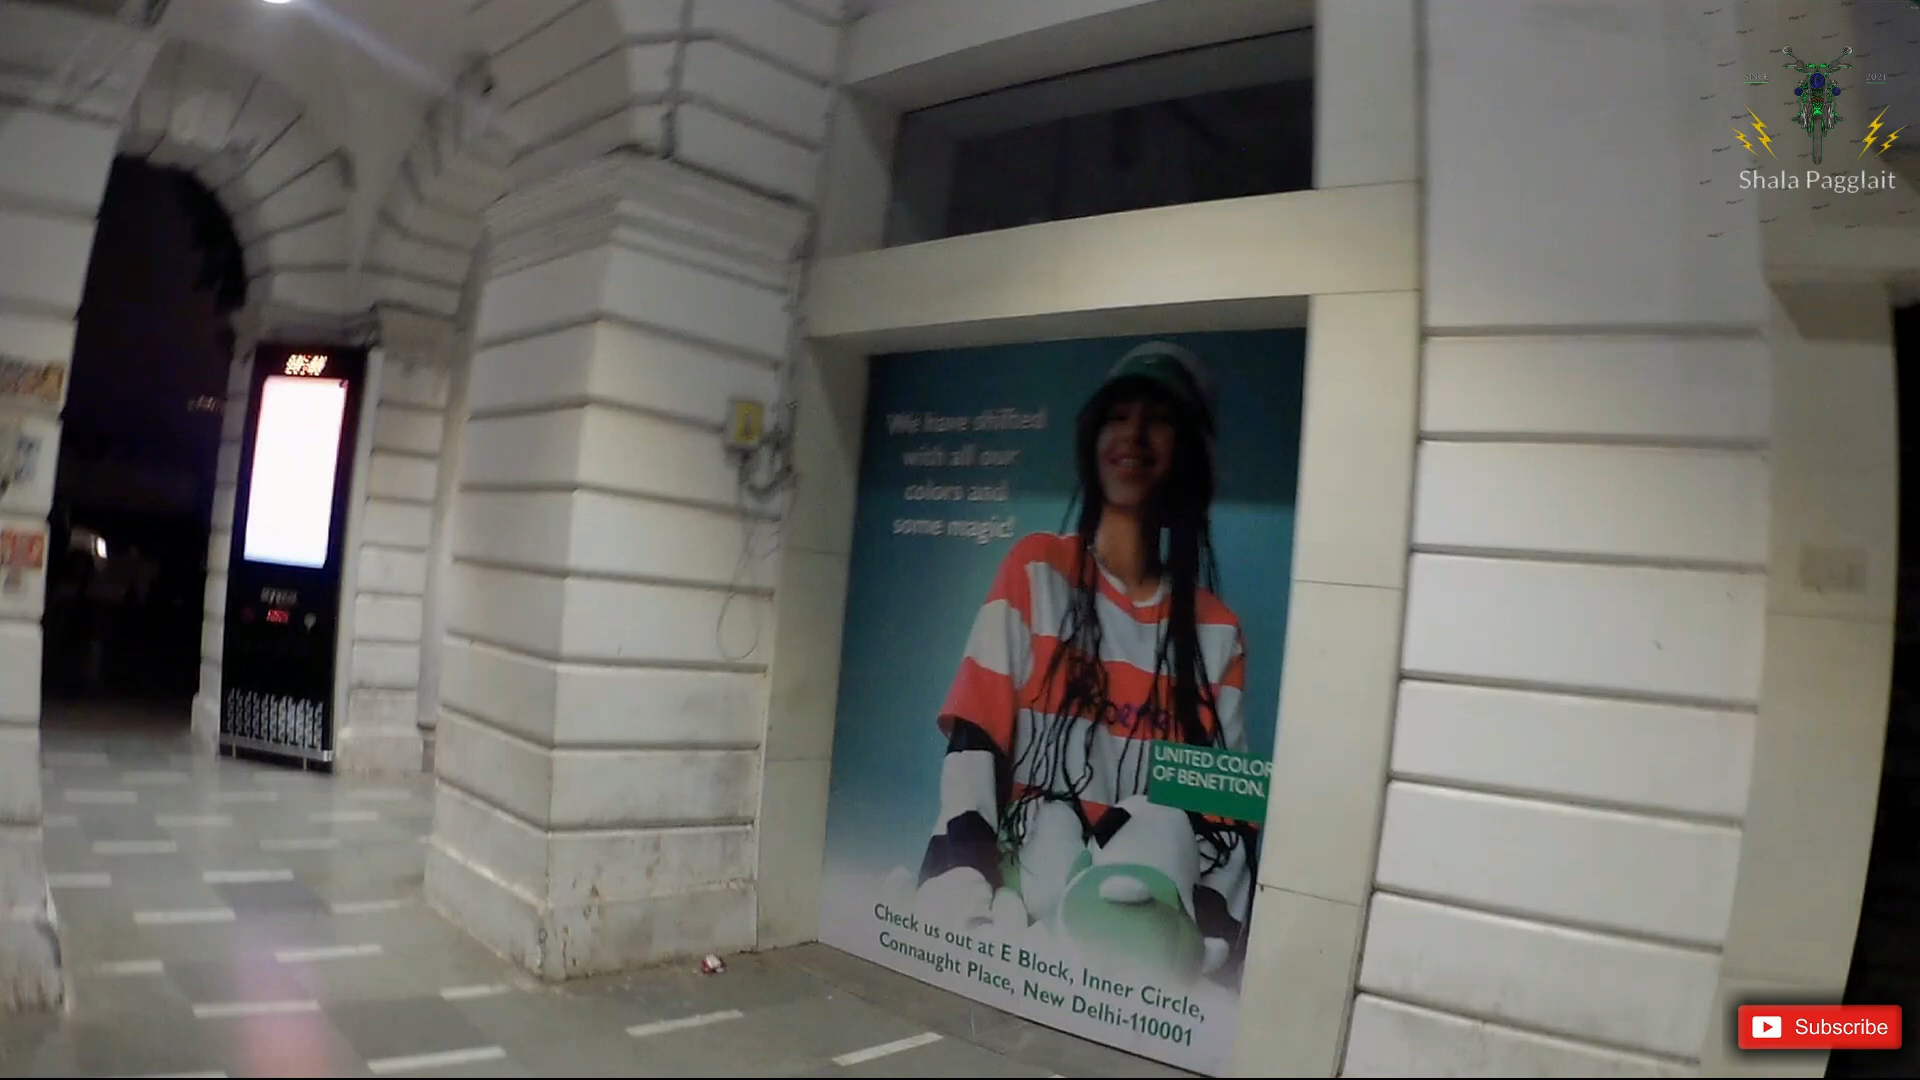 SINCE
2021
Shala Pagglait
We have shifted
with all our
colors and
some magic!
UNITED COLOR
OF BENETTON.
Check us out at E Block, Inner Circle,
Connaught Place, New Delhi-110001
Subscribe